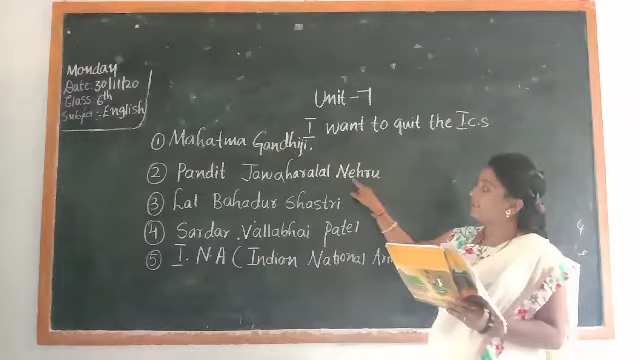 Monday
Date: 30/11/20
Class: 6th
Subject:- English
Unit - 7
I want to quit the I.C.S
① Mahatma Gandhiji.
② Pandit Jawaharalal Nehru
③ Lal Bahadur Shastri
④ Sardar. Vallabhai Patel
⑤ I. N. A ( Indian National